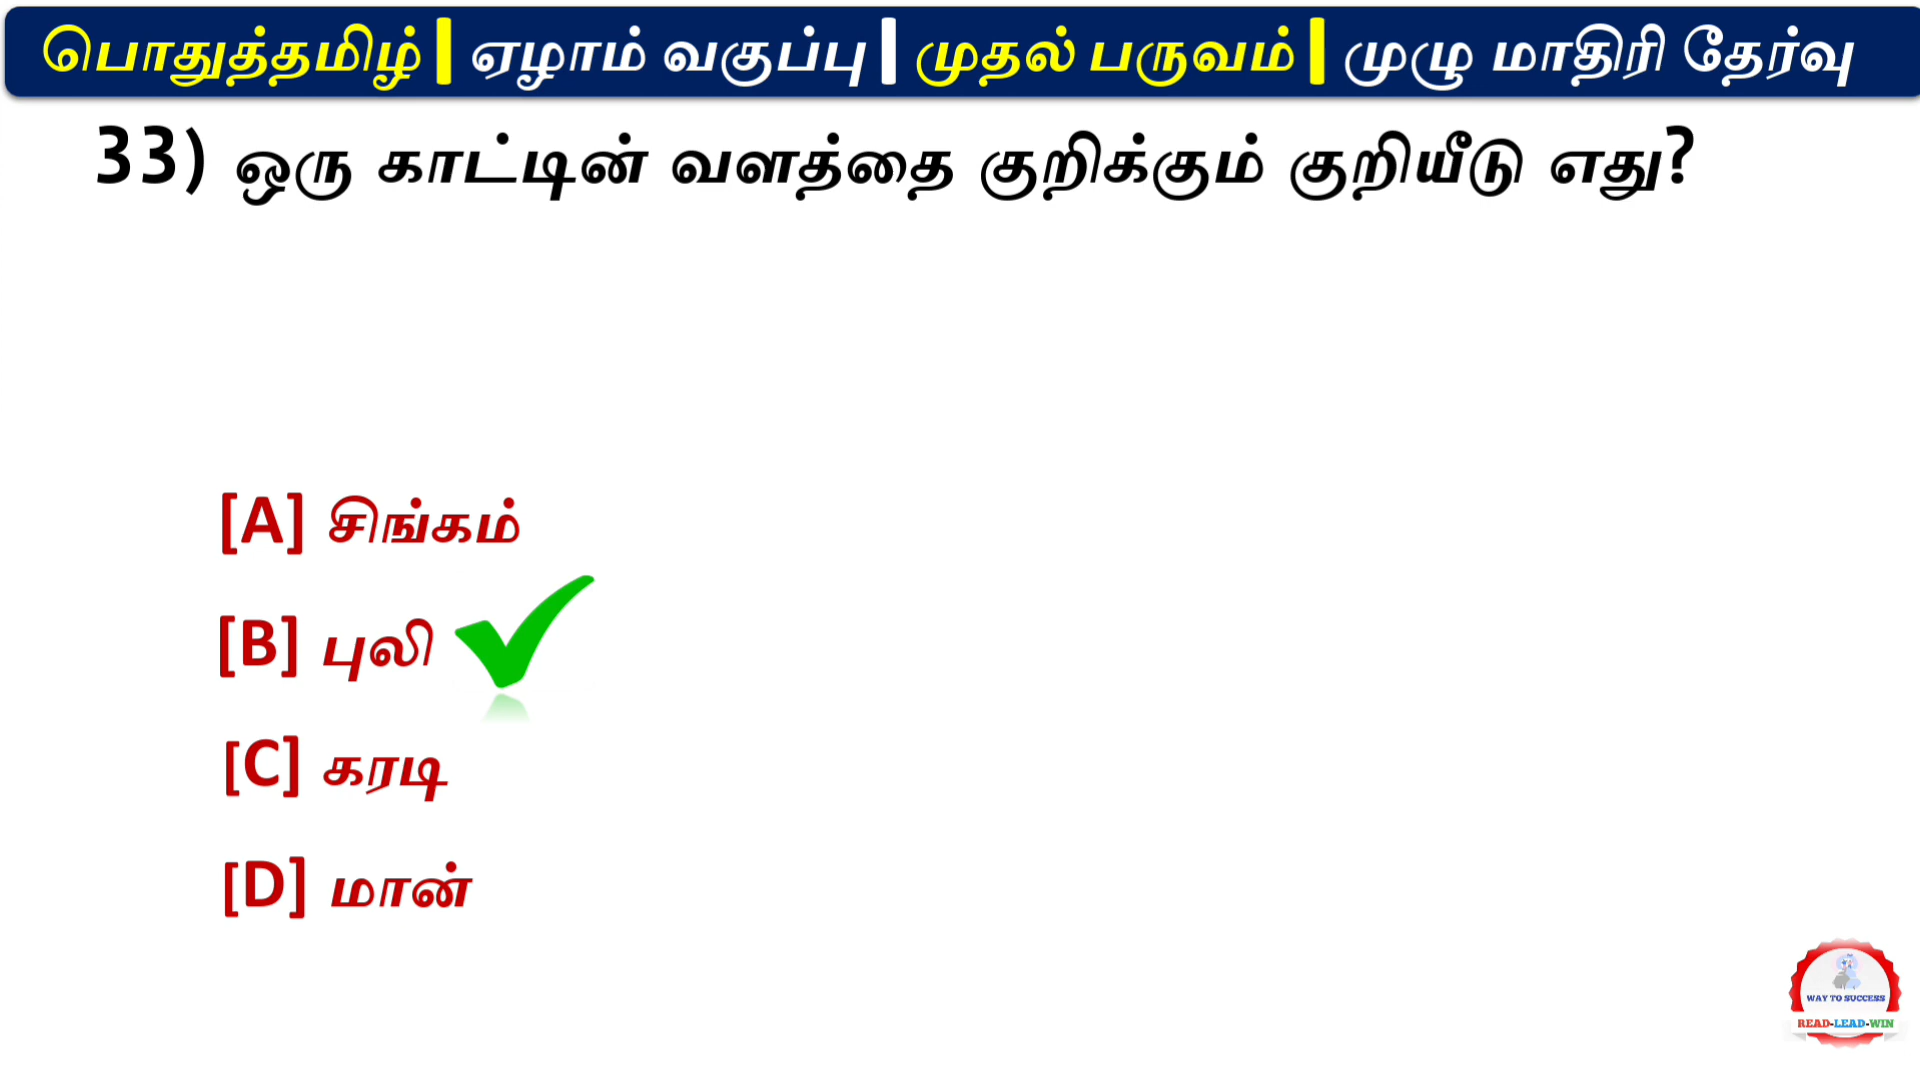 பொதுத்தமிழ் | ஏழாம் வகுப்பு | முதல் பருவம் | முழு மாதிரி தேர்வு
33) ஒரு காட்டின் வளத்தை குறிக்கும் குறியீடு எது?
[A] சிங்கம்
[B] புலி
[C] கரடி
[D] மான்
WAY TO SUCCESS
READ-LEAD-WIN